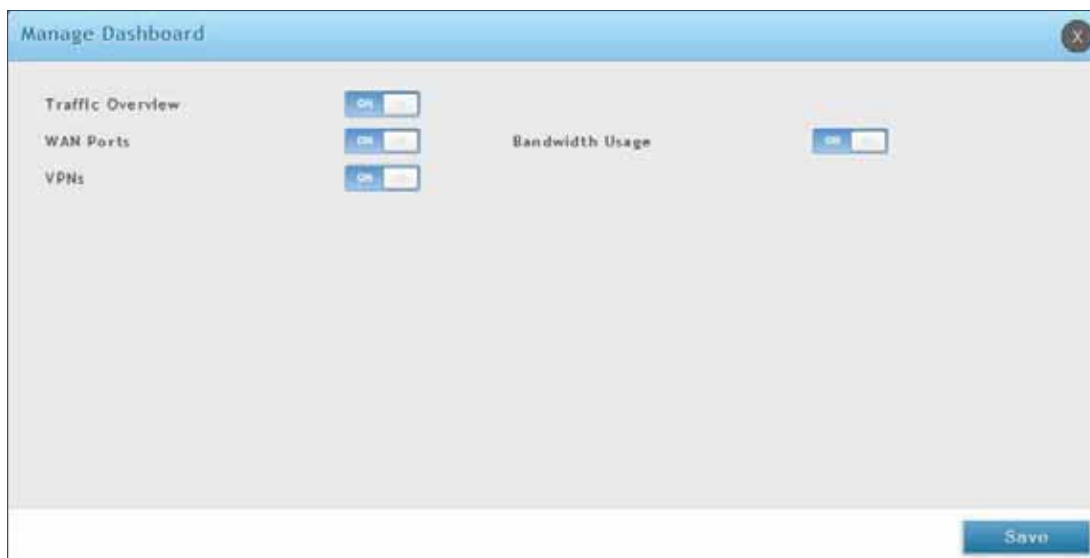 Manage Dashboard
X
Traffic Overview ON
WAN Ports ON Bandwidth Usage ON
VPNs ON
Save